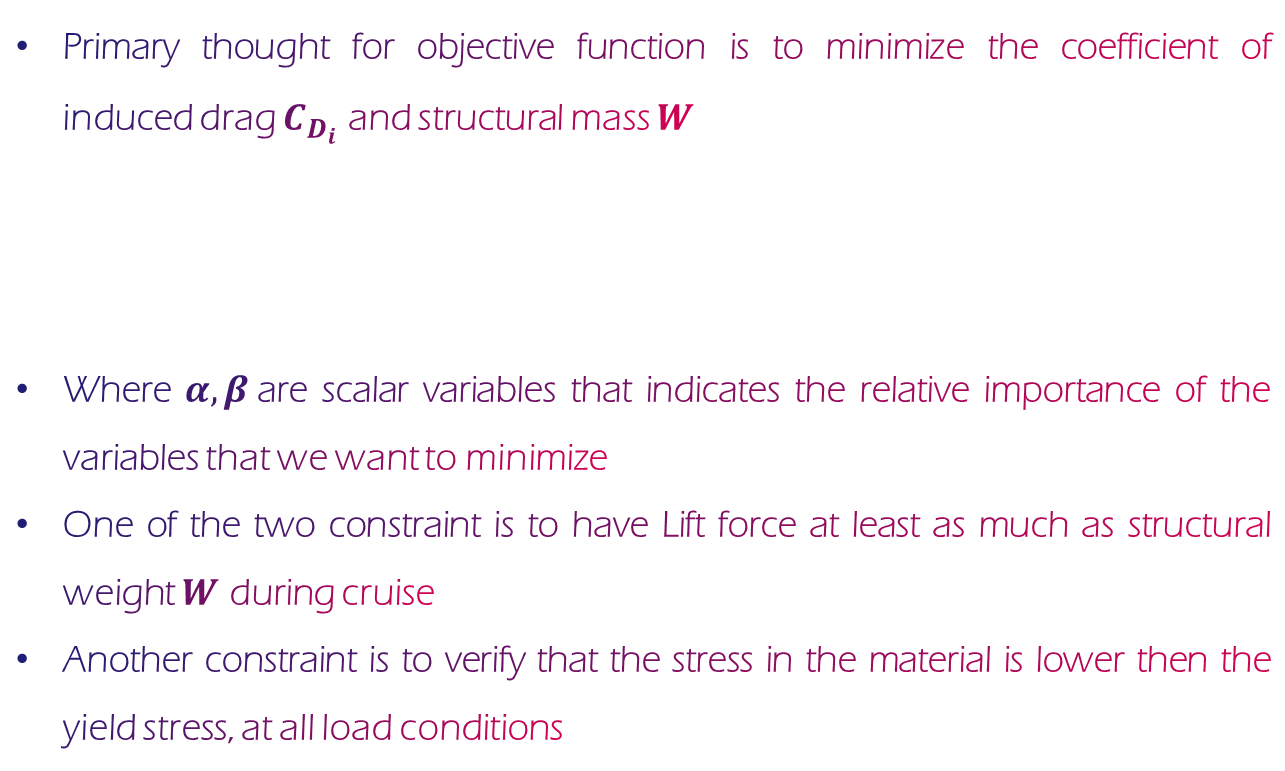 • Primary thought for objective function is to minimize the coefficient of
induced drag C_{D_i} and structural mass W
• Where α, β are scalar variables that indicates the relative importance of the
variables that we want to minimize
• One of the two constraint is to have Lift force at least as much as structural
weight W during cruise
• Another constraint is to verify that the stress in the material is lower then the
yield stress, at all load conditions